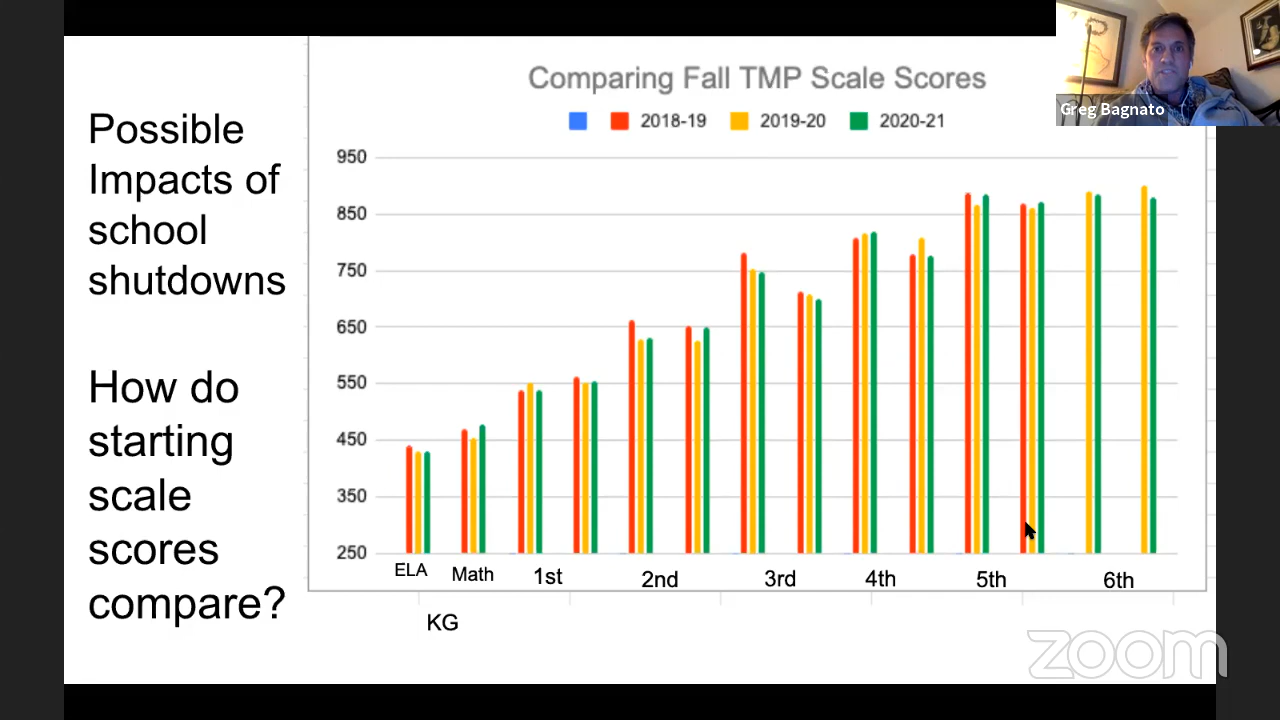 Possible
Impacts of
school
shutdowns
How do
starting
scale
scores
compare?
Comparing Fall TMP Scale Scores
2018-19 2019-20 2020-21
950
850
750
650
550
450
350
250
ELA Math 1st 2nd 3rd 4th 5th 6th
KG
Greg Bagnato
zoom